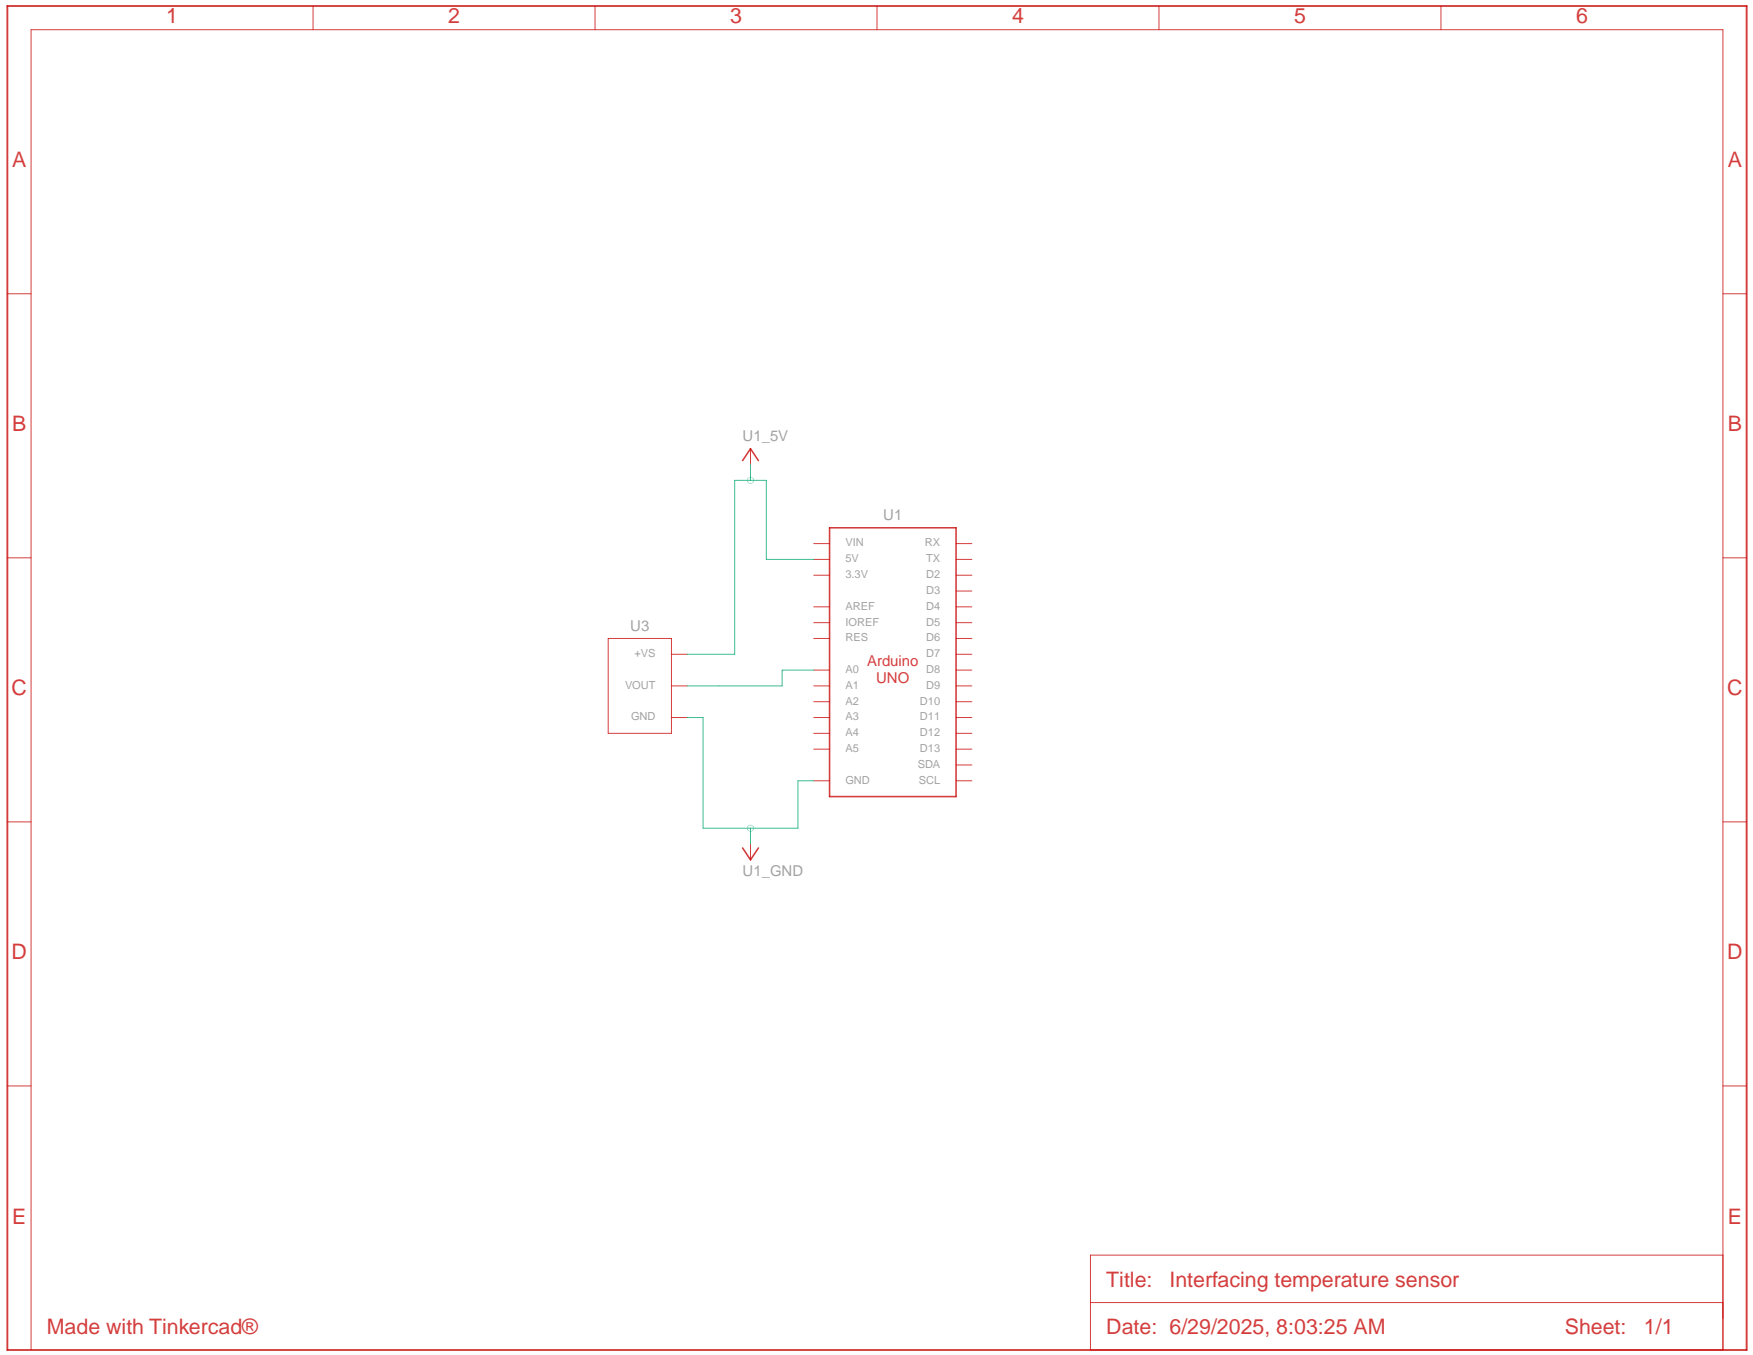 1 2 3 4 5 6
A A
B B
U1_5V
U1
VIN RX
5V TX
3.3V D2
D3
AREF D4
IOREF D5
U3
RES D6
+VS D7
Arduino
A0 D8
UNO
VOUT A1 D9
A2 D10
GND A3 D11
A4 D12
A5 D13
SDA
GND SCL
C C
U1_GND
D D
E E
Title: Interfacing temperature sensor
Made with Tinkercad®
Date: 6/29/2025, 8:03:25 AM Sheet: 1/1